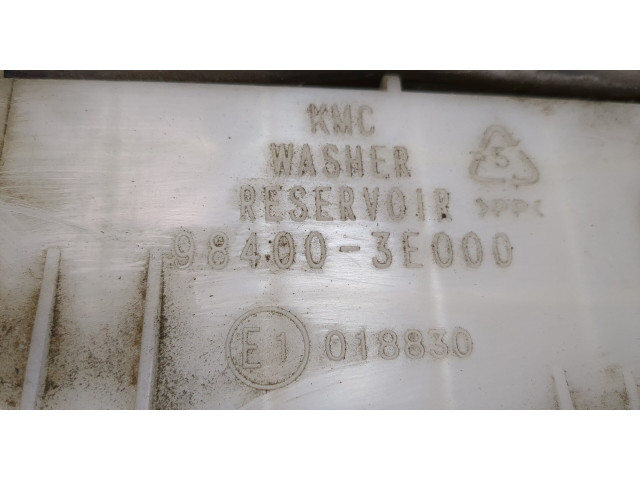 KMC
WASHER
RESERVOIR
98400-3E000
5
>PP<
E1 018830